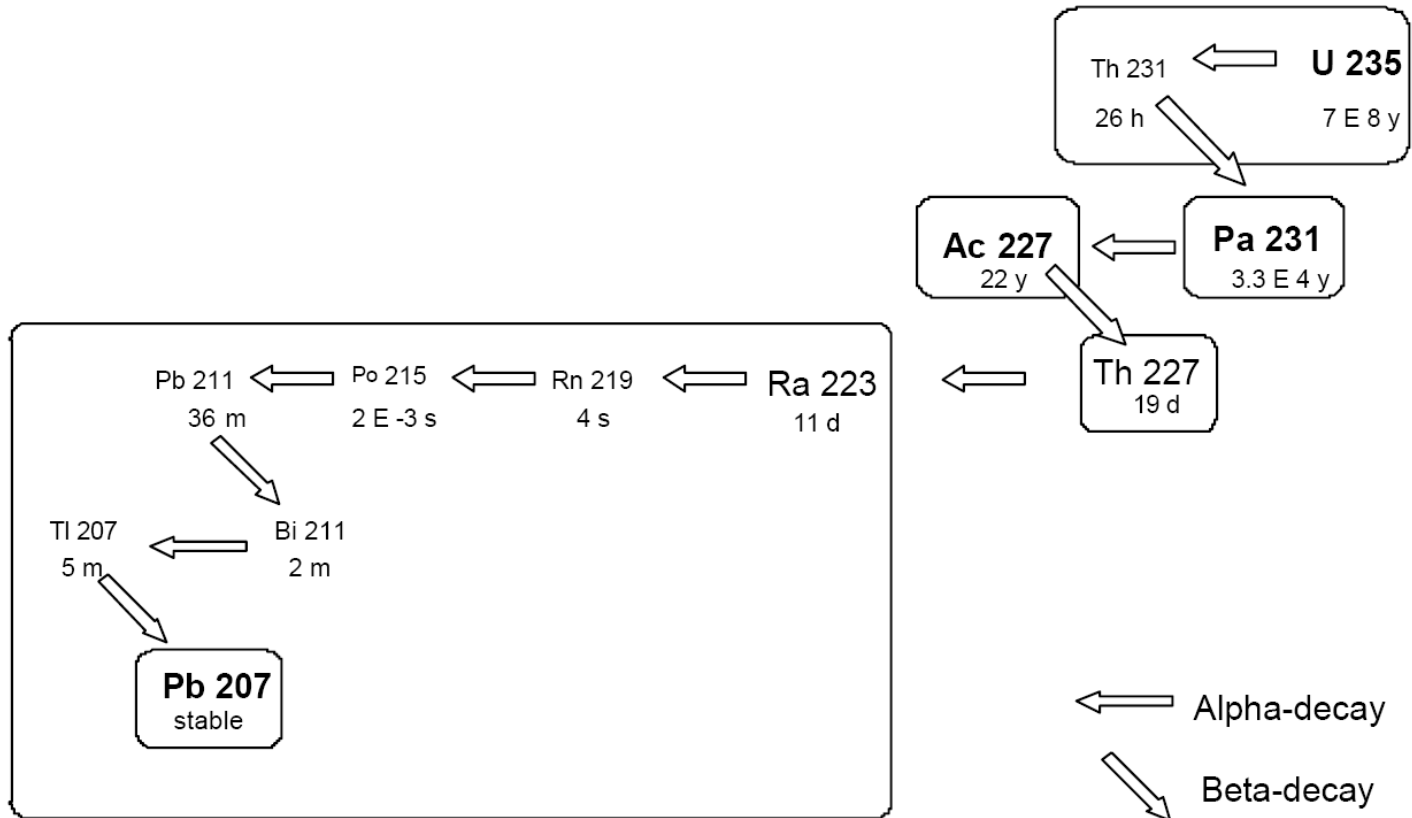 Th 231
U 235
26 h
7 E 8 y
Ac 227
22 y
Pa 231
3.3 E 4 y
Pb 211
36 m
Po 215
2 E -3 s
Rn 219
4 s
Ra 223
11 d
Th 227
19 d
Tl 207
5 m
Bi 211
2 m
Pb 207
stable
Alpha-decay
Beta-decay